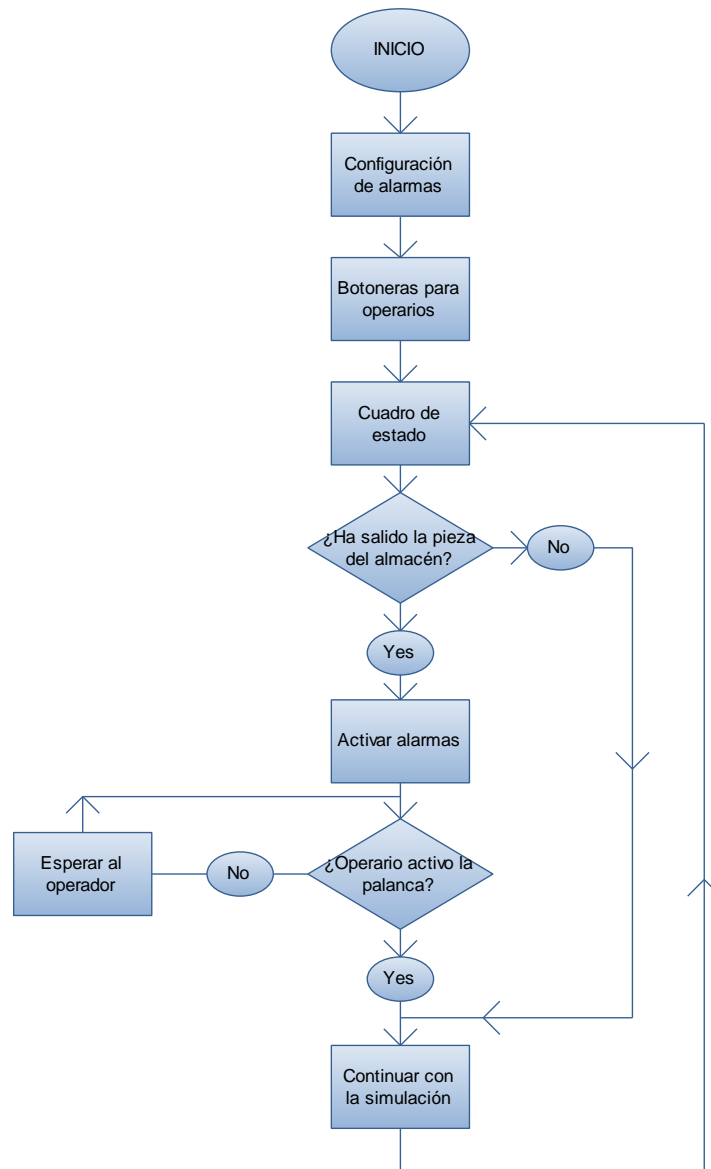 INICIO
Configuración
de alarmas
Botoneras para
operarios
Cuadro de
estado
¿Ha salido la pieza
del almacén?
No
Yes
Activar alarmas
¿Operario activo la
palanca?
No
Esperar al
operador
Yes
Continuar con
la simulación